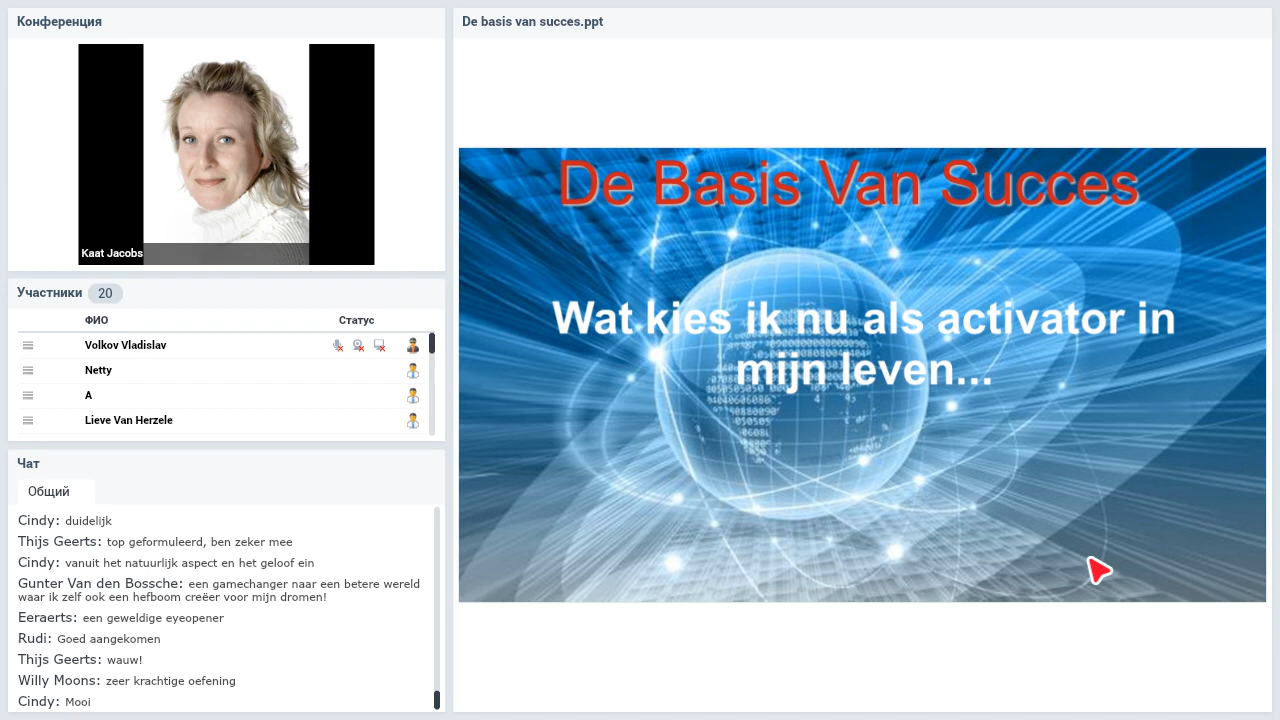 Конференция
Kaat Jacobs
Участники 20
ФИО Статус
Volkov Vladislav
Netty
A
Lieve Van Herzele
Чат
Общий
Cindy: duidelijk
Thijs Geerts: top geformuleerd, ben zeker mee
Cindy: vanuit het natuurlijk aspect en het geloof ein
Gunter Van den Bossche: een gamechanger naar een betere wereld
waar ik zelf ook een hefboom creëer voor mijn dromen!
Eeraerts: een geweldige eyeopener
Rudi: Goed aangekomen
Thijs Geerts: wauw!
Willy Moons: zeer krachtige oefening
Cindy: Mooi
De basis van succes.ppt
De Basis Van Succes
Wat kies ik nu als activator in
mijn leven...